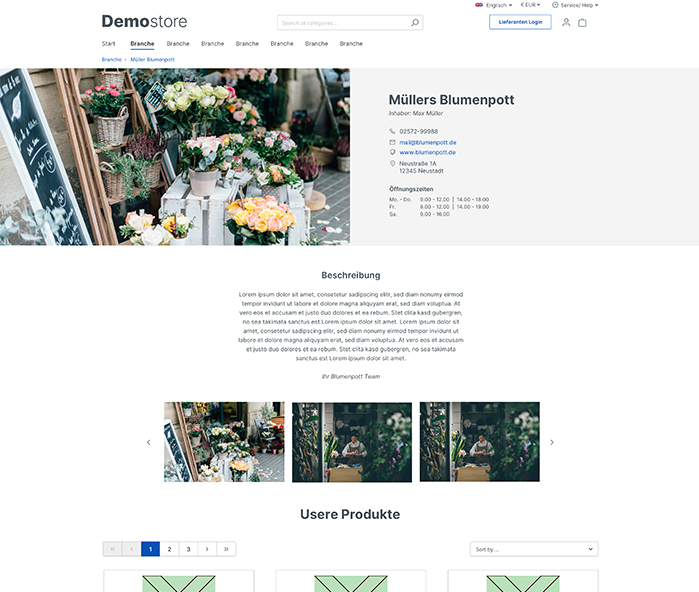 Englisch
€ EUR
Service/ Help
Demostore
Search all categories...
Lieferanten Login
Start
Branche
Branche
Branche
Branche
Branche
Branche
Branche
Branche
Müller Blumenpott
Müllers Blumenpott
Inhaber: Max Müller
02572-99988
mail@blumenpott.de
www.blumenpott.de
Neustraße 1A
12345 Neustadt
Öffnungszeiten
Mo. - Do. 9.00 - 12.00 | 14.00 - 18.00
Fr. 9.00 - 12.00 | 14.00 - 19.00
Sa 9.00 - 16.00
Beschreibung
Lorem ipsum dolor sit amet, consetetur sadipscing elitr, sed diam nonumy eirmod
tempor invidunt ut labore et dolore magna aliquyam erat, sed diam voluptua. At
vero eos et accusam et justo duo dolores et ea rebum. Stet clita kasd gubergren,
no sea takimata sanctus est Lorem ipsum dolor sit amet. Lorem ipsum dolor sit
amet, consetetur sadipscing elitr, sed diam nonumy eirmod tempor invidunt ut
labore et dolore magna aliquyam erat, sed diam voluptua. At vero eos et accusam
et justo duo dolores et ea rebum. Stet clita kasd gubergren, no sea takimata
sanctus est Lorem ipsum dolor sit amet.
Ihr Blumenpott Team
Usere Produkte
« ‹ 1 2 3 › »
Sort by....